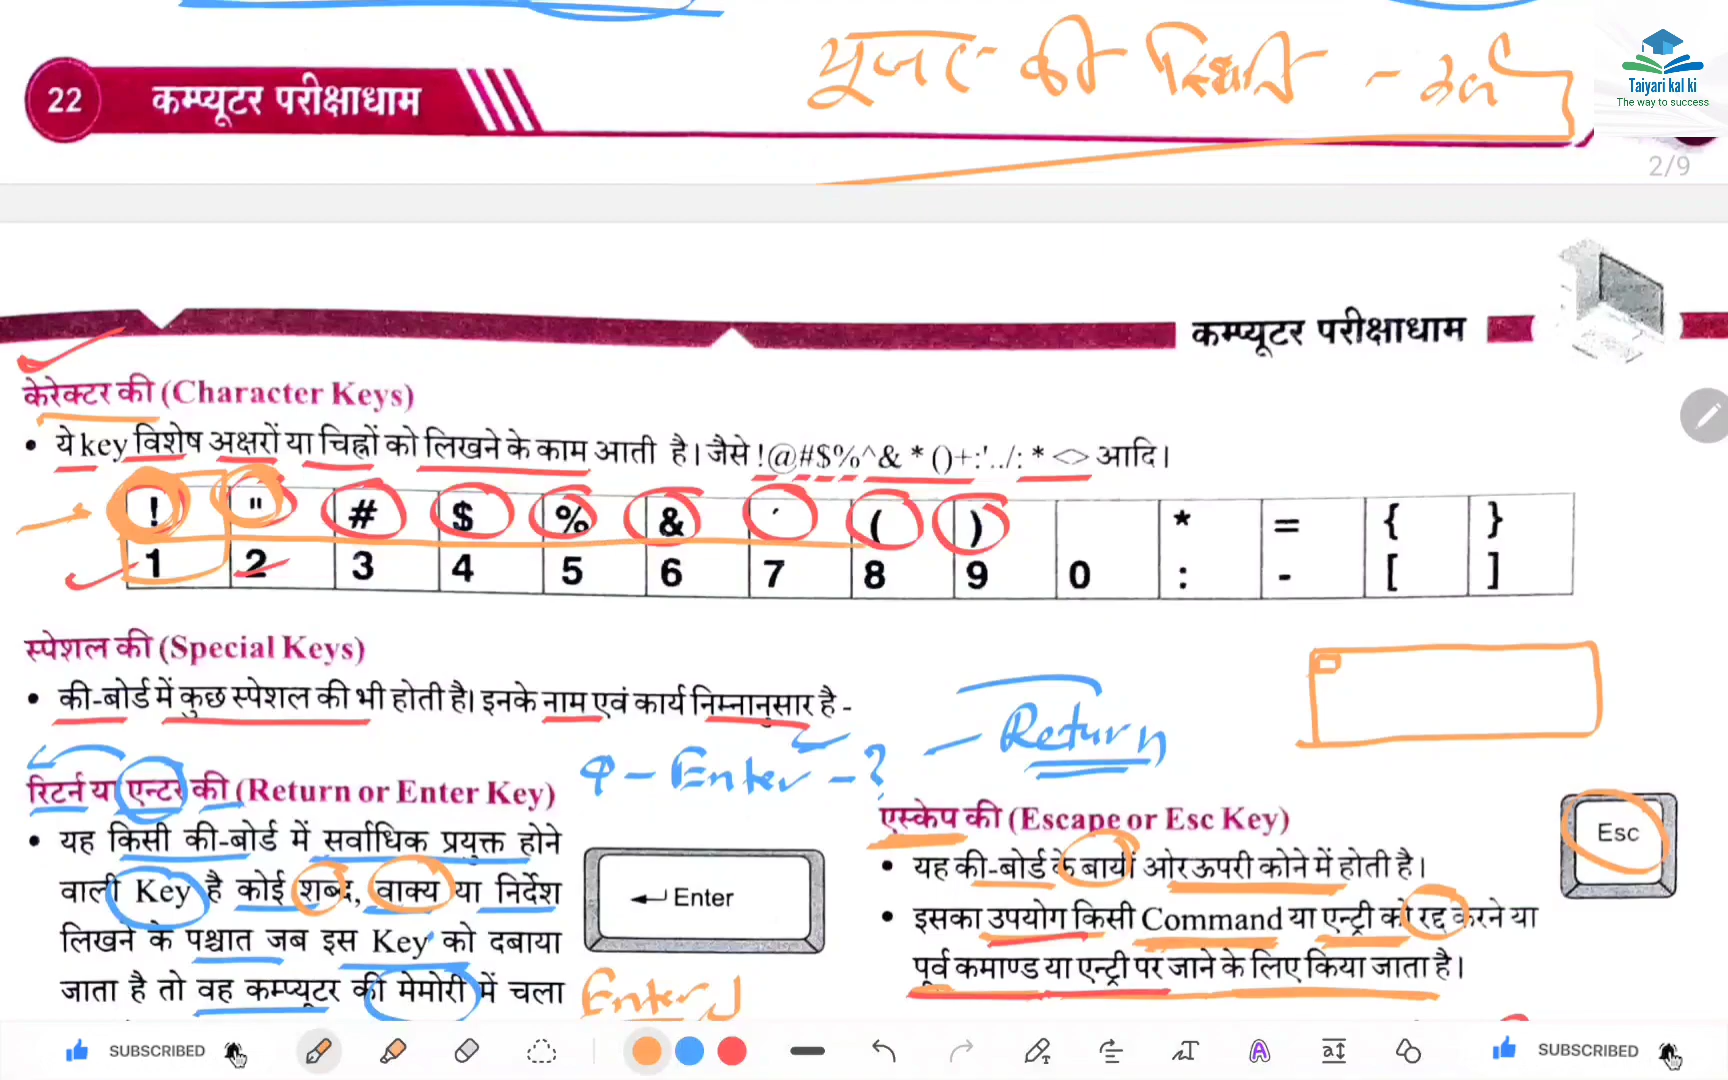 यूजर की स्थिति -
Taiyari kal ki
The way to success
22 कम्प्यूटर परीक्षाधाम
2/9
कम्प्यूटर परीक्षाधाम
केरेक्टर की (Character Keys)
• ये key विशेष अक्षरों या चिह्नों को लिखने के काम आती है। जैसे !@#$%^& * ()+:'../: * <> आदि।
! " # $ % & ' ( ) * = { }
1 2 3 4 5 6 7 8 9 0 : - [ ]
स्पेशल की (Special Keys)
• की-बोर्ड में कुछ स्पेशल की भी होती है। इनके नाम एवं कार्य निम्नानुसार है -
Return
रिटर्न या एन्टर की (Return or Enter Key)
φ - Enter - ?
• यह किसी की-बोर्ड में सर्वाधिक प्रयुक्त होने
वाली Key है कोई शब्द, वाक्य या निर्देश
लिखने के पश्चात जब इस Key को दबाया
जाता है तो वह कम्प्यूटर की मेमोरी में चला
Enter
Enter
एस्केप की (Escape or Esc Key)
• यह की-बोर्ड के बायीं ओर ऊपरी कोने में होती है।
• इसका उपयोग किसी Command या एन्ट्री को रद्द करने या
पूर्व कमाण्ड या एन्ट्री पर जाने के लिए किया जाता है।
Esc
SUBSCRIBED
SUBSCRIBED